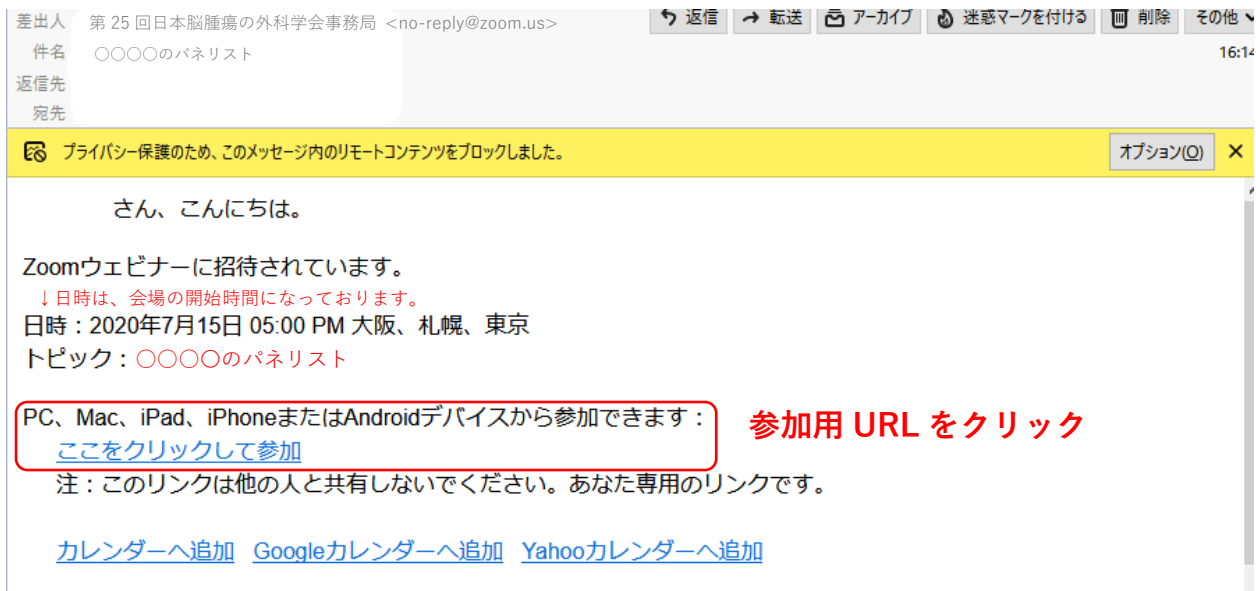 差出人 第 25 回日本脳腫瘍の外科学会事務局 <no-reply@zoom.us> 返信 転送 アーカイブ 迷惑マークを付ける 削除 その他
件名 ○○○○のパネリスト 16:14
返信先
宛先
プライバシー保護のため、このメッセージ内のリモートコンテンツをブロックしました。 オプション(O) ×
さん、こんにちは。
Zoomウェビナーに招待されています。
↓日時は、会場の開始時間になっております。
日時：2020年7月15日 05:00 PM 大阪、札幌、東京
トピック：○○○○のパネリスト
PC、Mac、iPad、iPhoneまたはAndroidデバイスから参加できます：
参加用 URL をクリック
ここをクリックして参加
注：このリンクは他の人と共有しないでください。あなた専用のリンクです。
カレンダーへ追加 Googleカレンダーへ追加 Yahooカレンダーへ追加